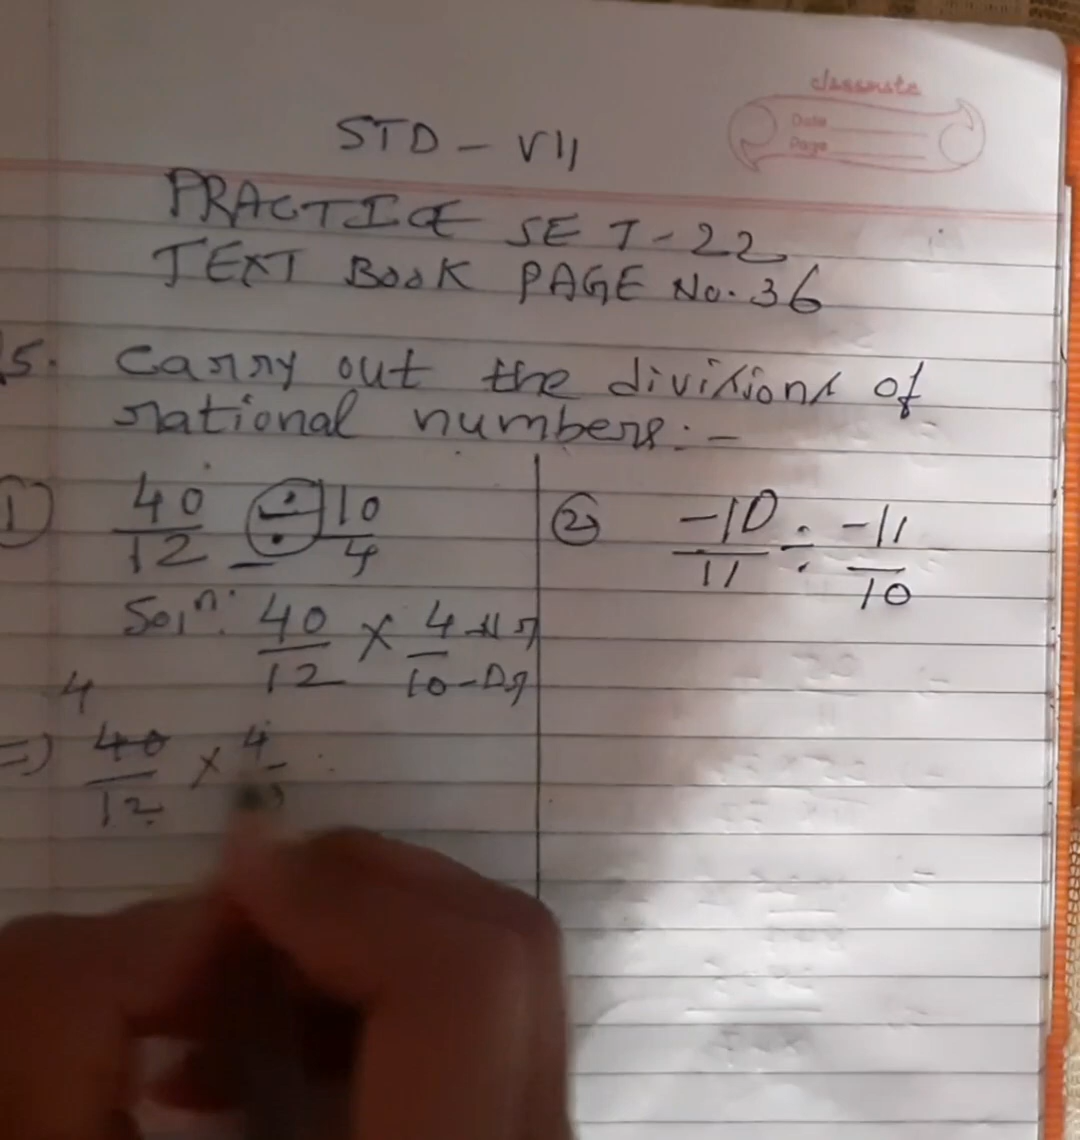 classmate
Date
Page
STD - VII
PRACTICE SET-22
TEXT BOOK PAGE No. 36
5. Carry out the divisions of
rational numbers:-
① 40/12 ÷ 10/4
Solⁿ: 40/12 × 4/10 -Nr -Dr
4
=) 40/12 × 4/
② -10/11 ÷ -11/10